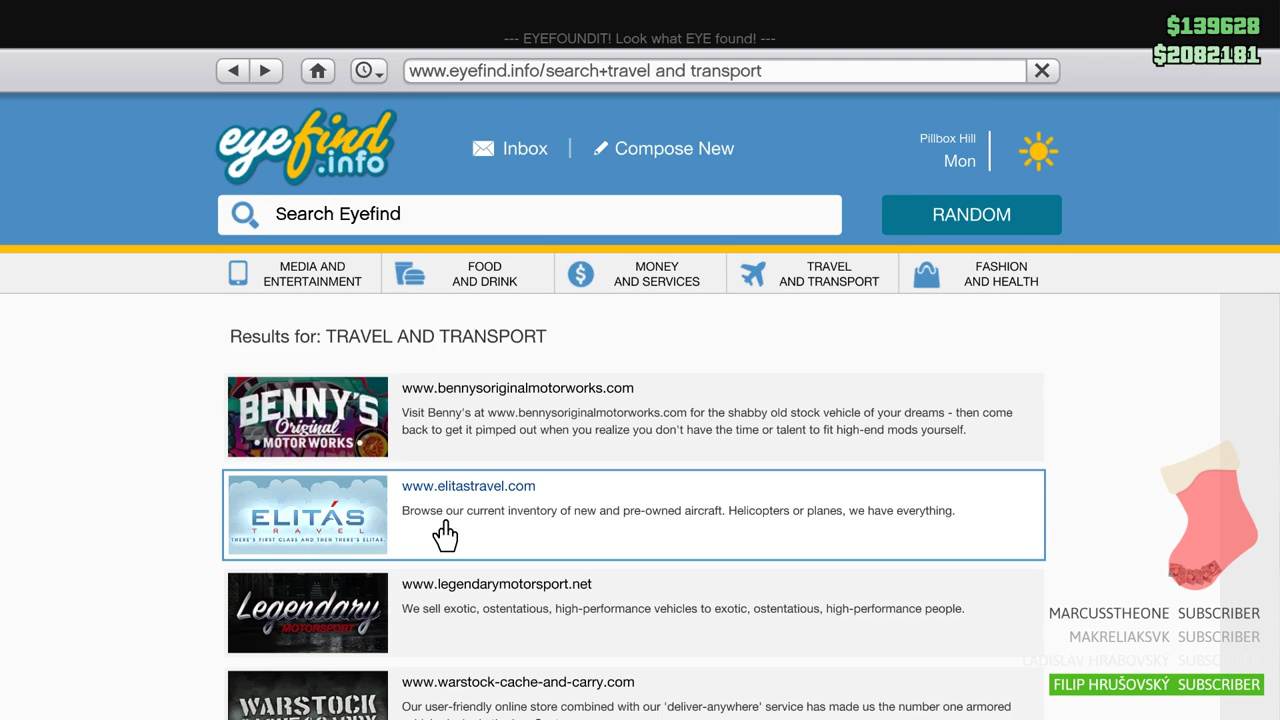 $139628
--- EYEFOUNDIT! Look what EYE found! ---
$2082181
www.eyefind.info/search+travel and transport
eyefind
.info
Inbox
Compose New
Pillbox Hill
Mon
Search Eyefind
RANDOM
MEDIA AND
ENTERTAINMENT
FOOD
AND DRINK
MONEY
AND SERVICES
TRAVEL
AND TRANSPORT
FASHION
AND HEALTH
Results for: TRAVEL AND TRANSPORT
BENNY'S
Original
MOTOR WORKS
www.bennysoriginalmotorworks.com
Visit Benny's at www.bennysoriginalmotorworks.com for the shabby old stock vehicle of your dreams - then come
back to get it pimped out when you realize you don't have the time or talent to fit high-end mods yourself.
ELITÁS
TRAVEL
THERE'S FIRST CLASS AND THEN THERE'S ELITAS.
www.elitastravel.com
Browse our current inventory of new and pre-owned aircraft. Helicopters or planes, we have everything.
Legendary
MOTORSPORT
www.legendarymotorsport.net
We sell exotic, ostentatious, high-performance vehicles to exotic, ostentatious, high-performance people.
WARSTOCK
www.warstock-cache-and-carry.com
Our user-friendly online store combined with our 'deliver-anywhere' service has made us the number one armored
MARCUSSTHEONE SUBSCRIBER
MAKRELIAKSVK SUBSCRIBER
LADISLAV HRABOVSKÝ SUBSCRIBER
FILIP HRUŠOVSKÝ SUBSCRIBER